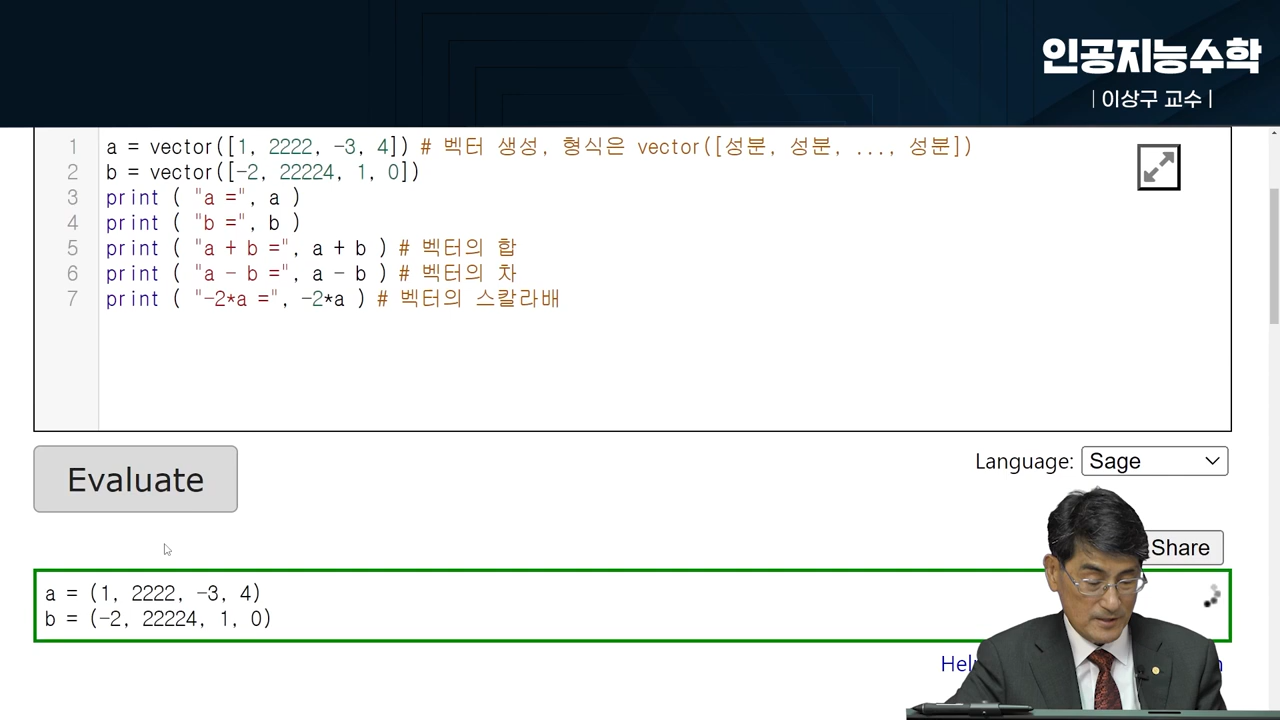 인공지능수학
| 이상구 교수 |
1 a = vector([1, 2222, -3, 4]) # 벡터 생성, 형식은 vector([성분, 성분, ..., 성분])
2 b = vector([-2, 22224, 1, 0])
3 print ( "a =", a )
4 print ( "b =", b )
5 print ( "a + b =", a + b ) # 벡터의 합
6 print ( "a - b =", a - b ) # 벡터의 차
7 print ( "-2*a =", -2*a ) # 벡터의 스칼라배
Evaluate
Language: Sage
Share
a = (1, 2222, -3, 4)
b = (-2, 22224, 1, 0)